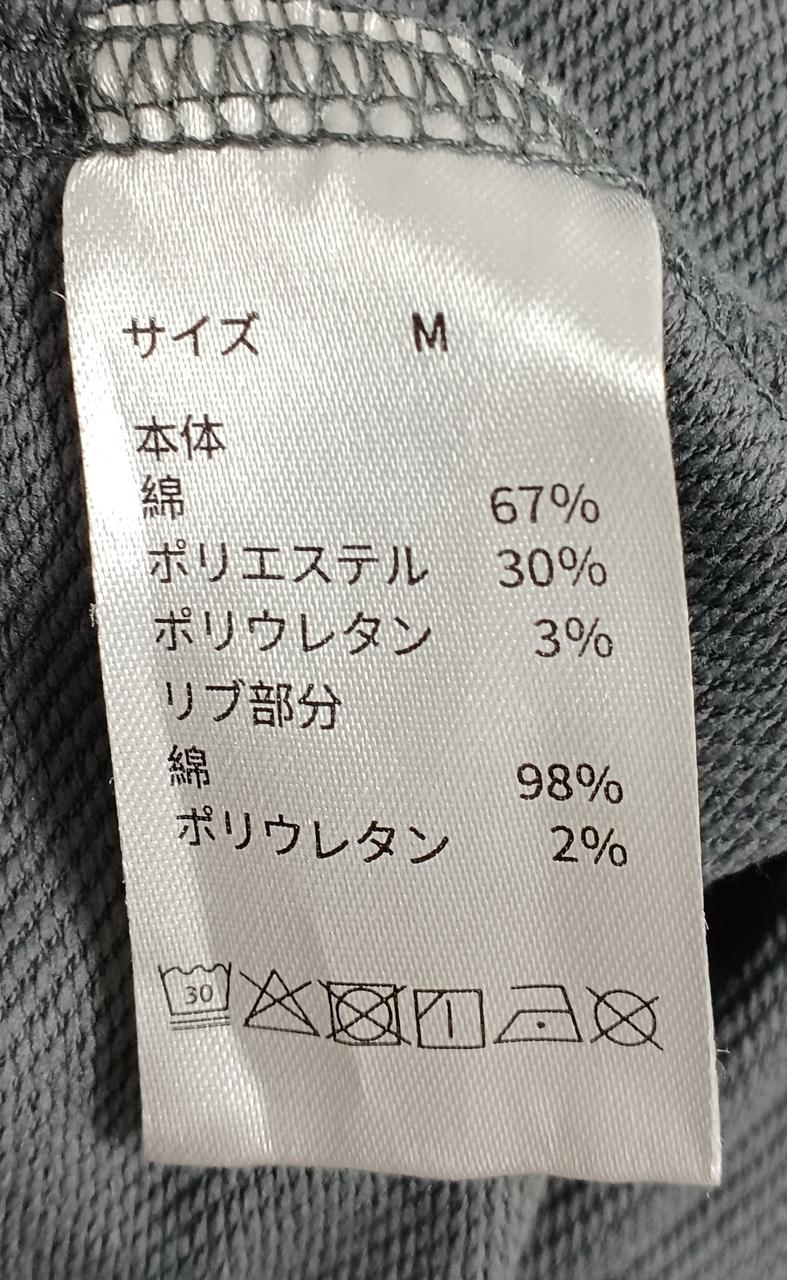 サイズ M
本体
綿 67%
ポリエステル 30%
ポリウレタン 3%
リブ部分
綿 98%
ポリウレタン 2%
30